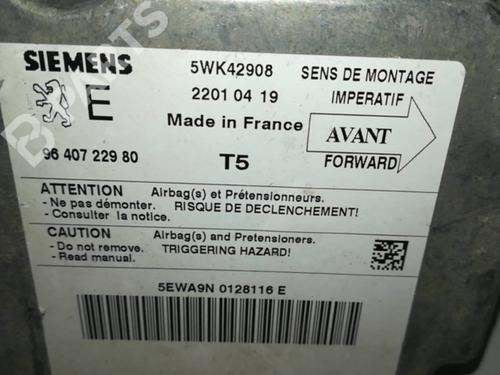 SIEMENS
5WK42908
SENS DE MONTAGE
E
2201 04 19
IMPERATIF
Made in France
AVANT
96 407 229 80
T5
FORWARD
ATTENTION
Airbag(s) et Prétensionneurs.
- Ne pas démonter.
RISQUE DE DECLENCHEMENT!
- Consulter la notice.
CAUTION
Airbag(s) and Pretensioners.
- Do not remove.
TRIGGERING HAZARD!
- Read manual.
5EWA9N 0128116 E
B PARTS